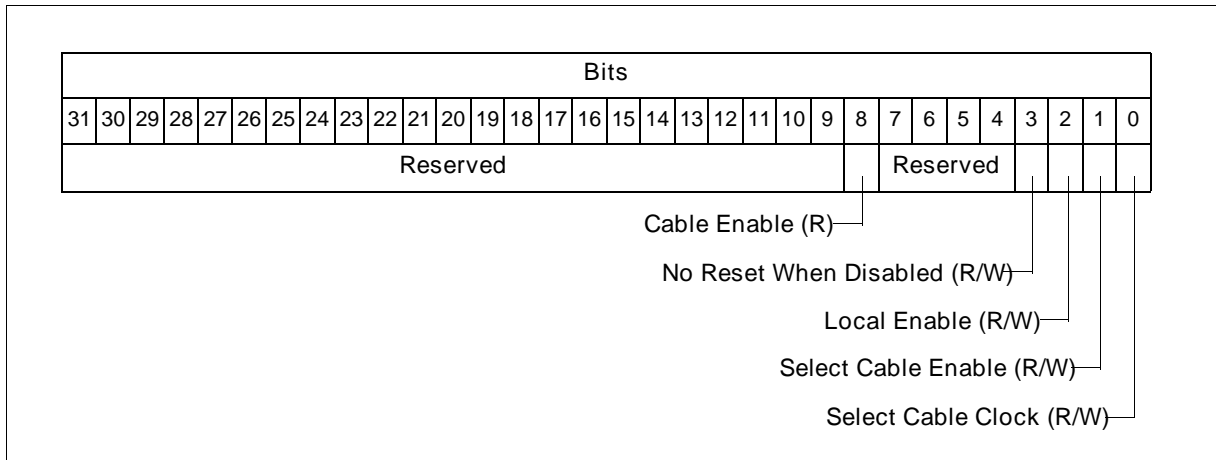 Bits
31 30 29 28 27 26 25 24 23 22 21 20 19 18 17 16 15 14 13 12 11 10 9 8 7 6 5 4 3 2 1 0
Reserved Reserved
Cable Enable (R)
No Reset When Disabled (R/W)
Local Enable (R/W)
Select Cable Enable (R/W)
Select Cable Clock (R/W)